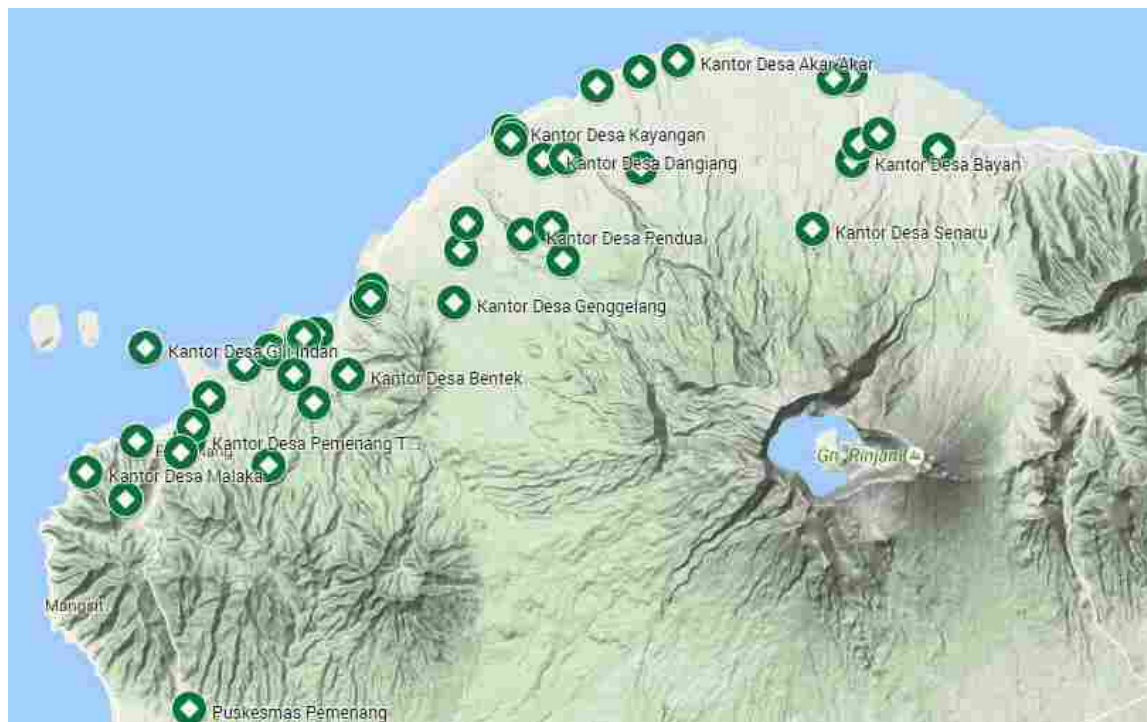 Kantor Desa Akar-Akar
Kantor Desa Kayangan
Kantor Desa Dangiang
Kantor Desa Bayan
Kantor Desa Senaru
Kantor Desa Pendua
Kantor Desa Genggelang
Kantor Desa Gili Indah
Kantor Desa Bentek
Kantor Desa Pemenang T...
Gn. Rinjani
Kantor Desa Malaka
Mangsit
Puskesmas Pemenang